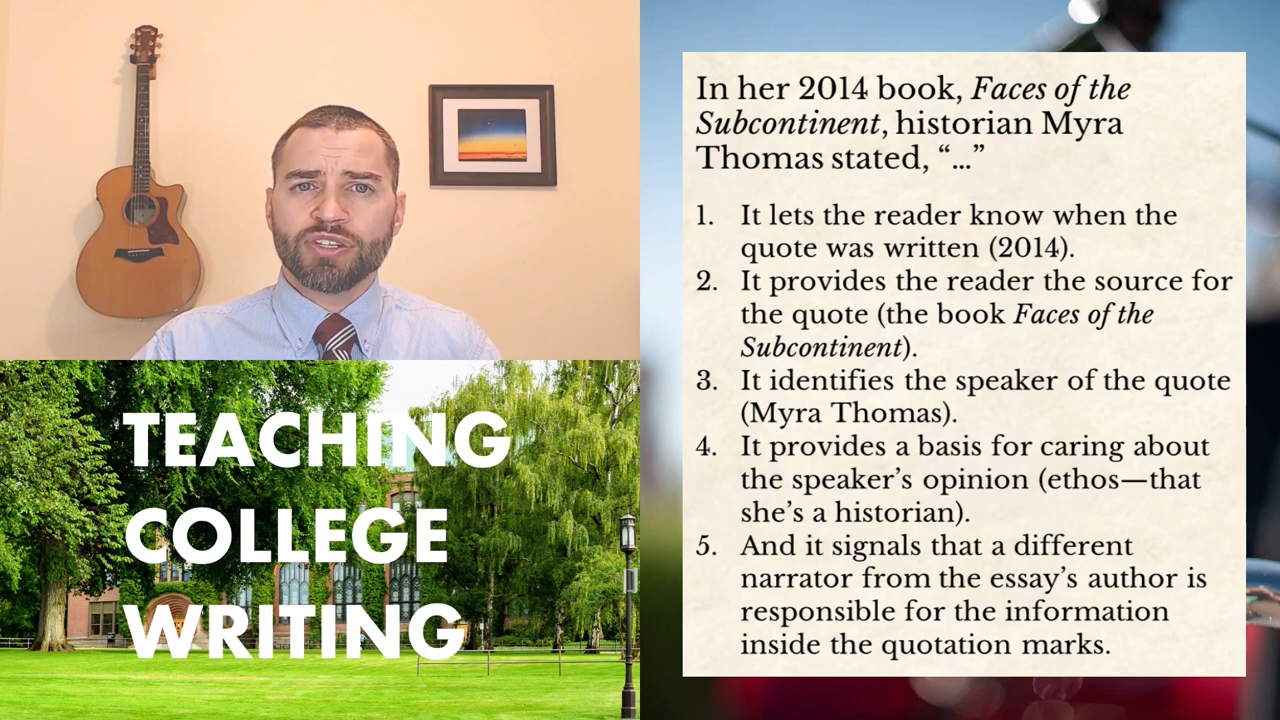 TEACHING
COLLEGE
WRITING
In her 2014 book, Faces of the
Subcontinent, historian Myra
Thomas stated, “...”
1. It lets the reader know when the
quote was written (2014).
2. It provides the reader the source for
the quote (the book Faces of the
Subcontinent).
3. It identifies the speaker of the quote
(Myra Thomas).
4. It provides a basis for caring about
the speaker’s opinion (ethos—that
she’s a historian).
5. And it signals that a different
narrator from the essay’s author is
responsible for the information
inside the quotation marks.